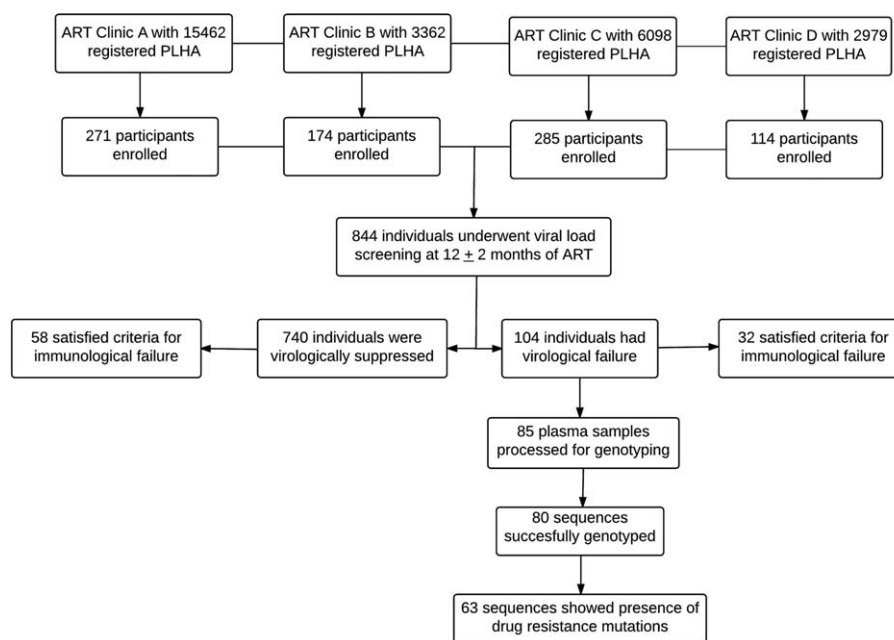 ART Clinic A with 15462
registered PLHA
ART Clinic B with 3362
registered PLHA
ART Clinic C with 6098
registered PLHA
ART Clinic D with 2979
registered PLHA
271 participants
enrolled
174 participants
enrolled
285 participants
enrolled
114 participants
enrolled
844 individuals underwent viral load
screening at 12 ± 2 months of ART
58 satisfied criteria for
immunological failure
740 individuals were
virologically suppressed
104 individuals had
virological failure
32 satisfied criteria for
immunological failure
85 plasma samples
processed for genotyping
80 sequences
succesfully genotyped
63 sequences showed presence of
drug resistance mutations